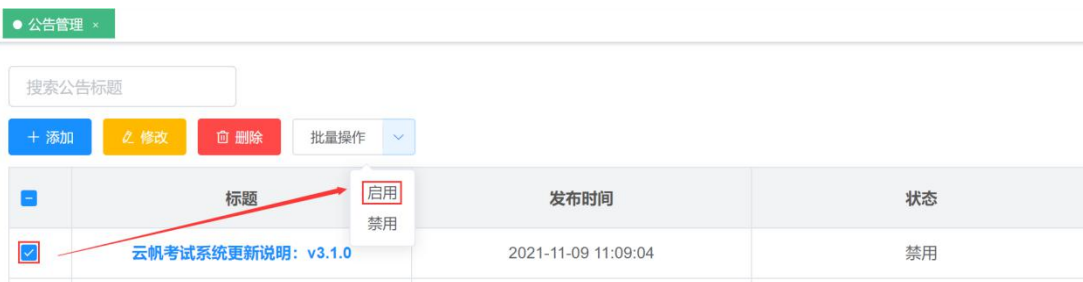 公告管理 ×
搜索公告标题
+ 添加 修改 删除 批量操作
标题 发布时间 状态
启用
禁用
云帆考试系统更新说明：v3.1.0 2021-11-09 11:09:04 禁用